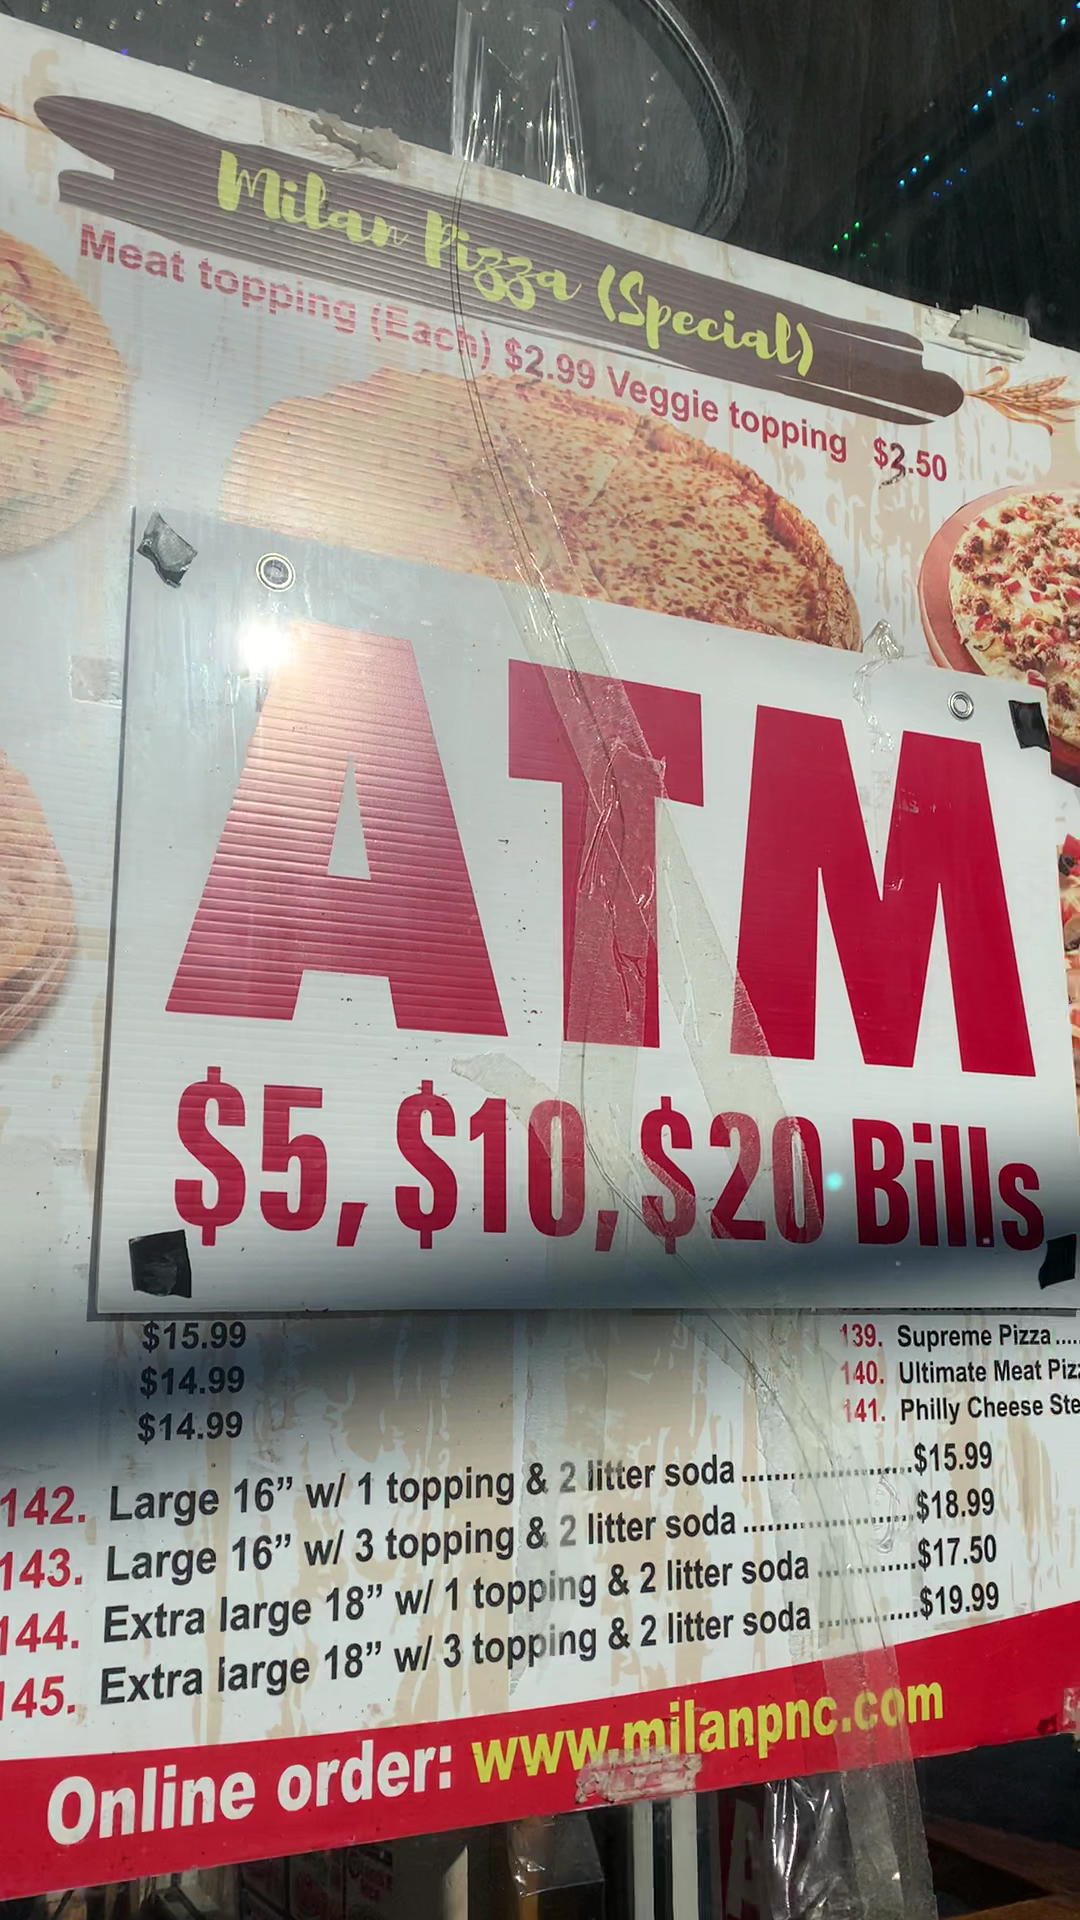 Milan Pizza (Special)
Meat topping (Each) $2.99 Veggie topping $2.50
ATM
$5, $10, $20 Bills
$15.99
$14.99
$14.99
139. Supreme Pizza .....
140. Ultimate Meat Piz
141. Philly Cheese Ste
142. Large 16” w/ 1 topping & 2 litter soda ........................ $15.99
143. Large 16” w/ 3 topping & 2 litter soda ........................ $18.99
144. Extra large 18” w/ 1 topping & 2 litter soda .............. $17.50
145. Extra large 18” w/ 3 topping & 2 litter soda .............. $19.99
Online order: www.milanpnc.com